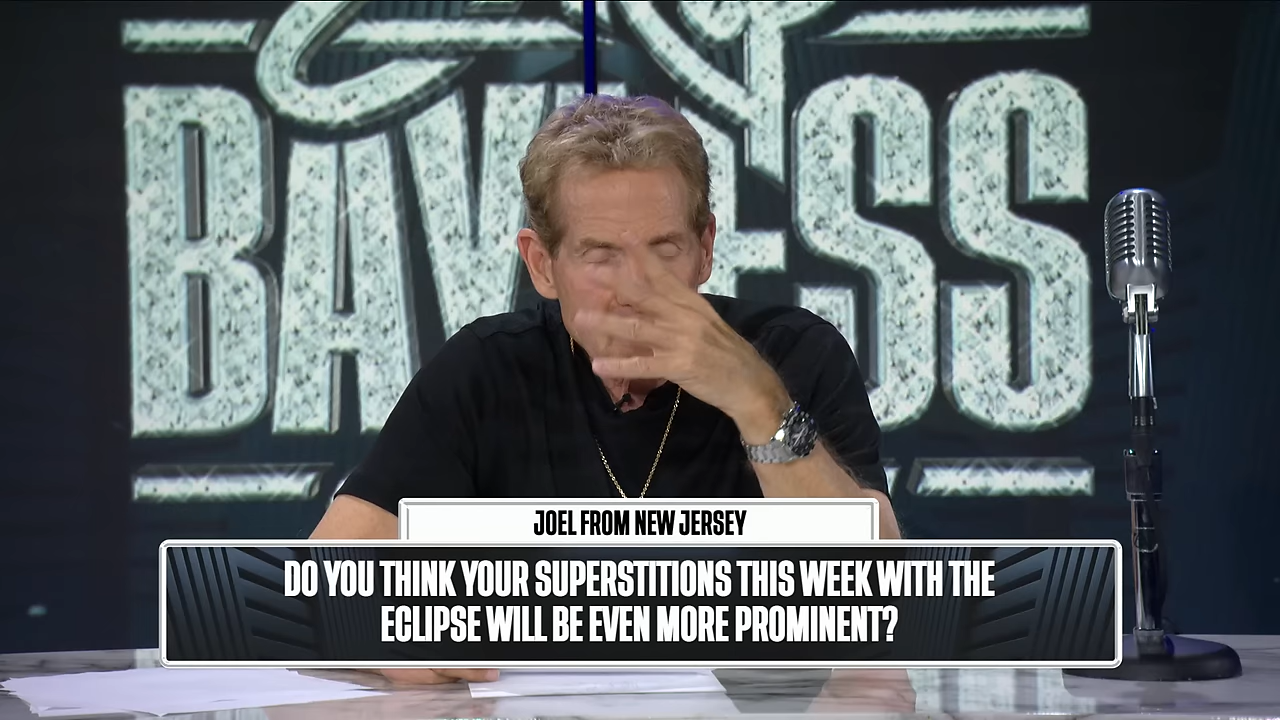 BAYLESS
JOEL FROM NEW JERSEY
DO YOU THINK YOUR SUPERSTITIONS THIS WEEK WITH THE
ECLIPSE WILL BE EVEN MORE PROMINENT?